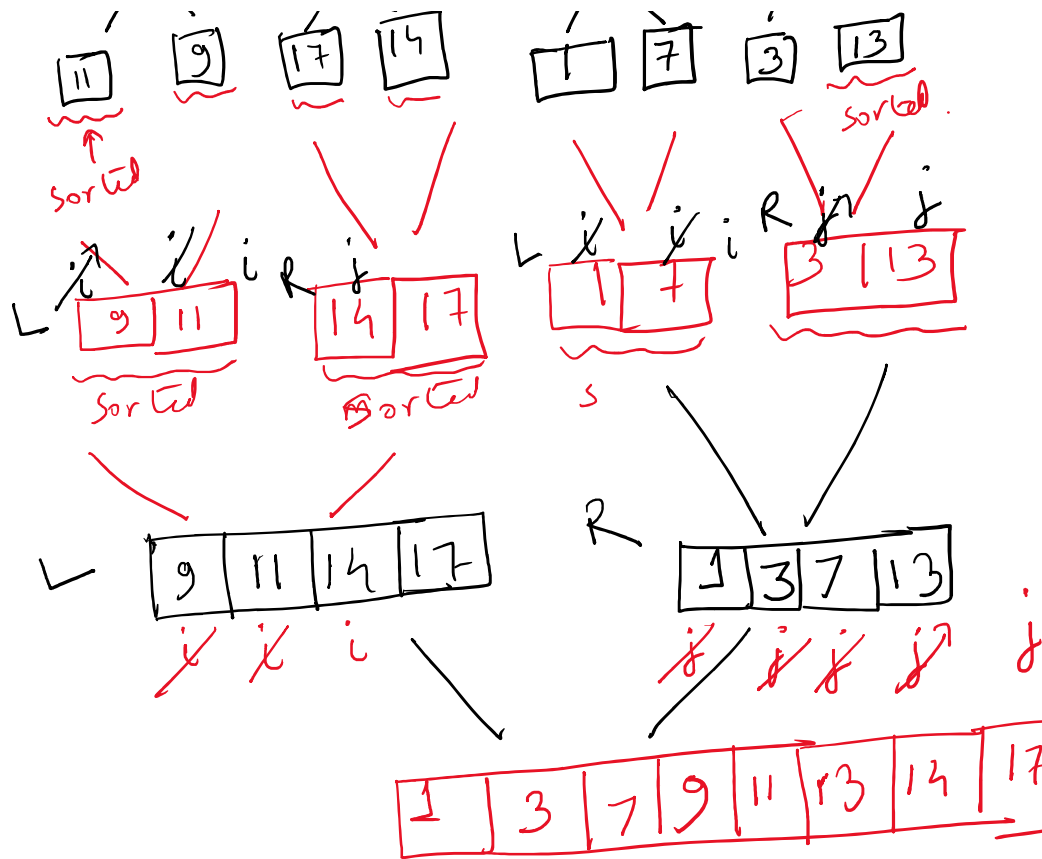 11 9 17 14 1 7 3 13
sorted sorted.
i i i R j L i i i R j j
L 9 11 14 17 1 7 3 13
sorted sorted s
L 9 11 14 17 R 1 3 7 13
i i i j j j j j
1 3 7 9 11 13 14 17